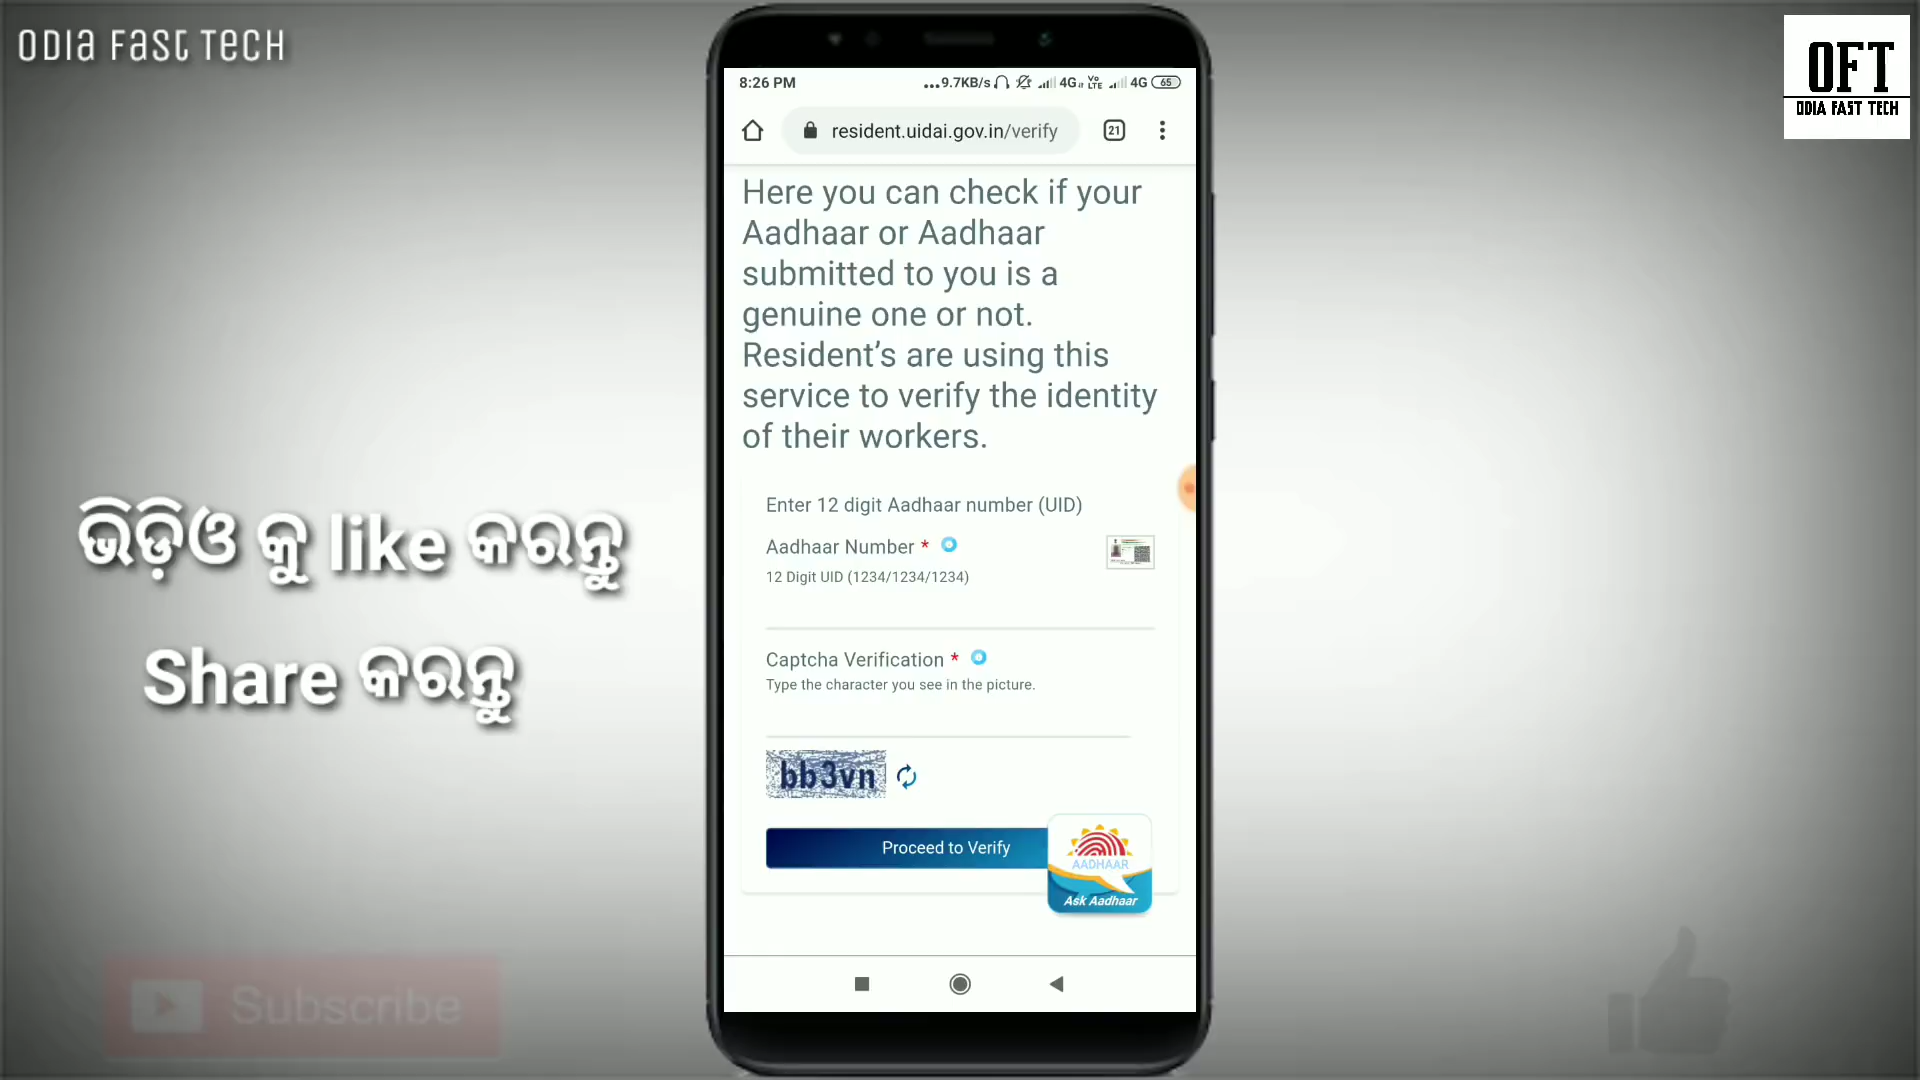 ODIA FAST TECH
OFT
ODIA FAST TECH
8:26 PM
...9.7KB/s 4G Vo LTE 4G 65
resident.uidai.gov.in/verify
21
Here you can check if your
Aadhaar or Aadhaar
submitted to you is a
genuine one or not.
Resident’s are using this
service to verify the identity
of their workers.
Enter 12 digit Aadhaar number (UID)
Aadhaar Number *
12 Digit UID (1234/1234/1234)
Captcha Verification *
Type the character you see in the picture.
bb3vn
Proceed to Verify
AADHAAR
Ask Aadhaar
ଭିଡ଼ିଓ କୁ like କରନ୍ତୁ
Share କରନ୍ତୁ
Subscribe